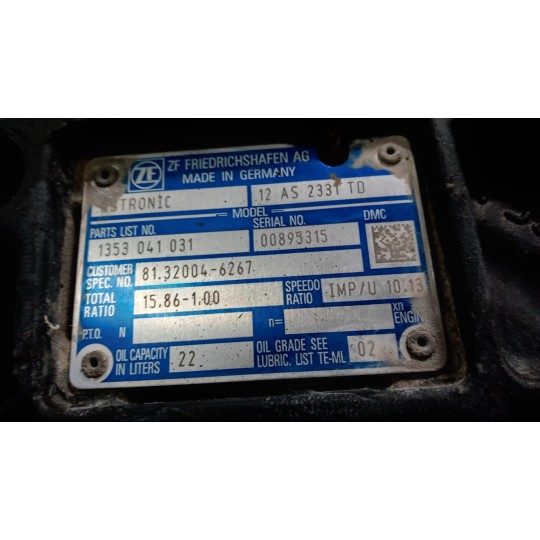 ZF FRIEDRICHSHAFEN AG
ZF MADE IN GERMANY
ASTRONIC 12 AS 2331 TD
MODEL
PARTS LIST NO. SERIAL NO. DMC
1353 041 031 00895315
CUSTOMER SPEC. NO. 81.32004-6267
TOTAL RATIO 15.86-1.00 SPEEDO RATIO IMP/U 10.13
P.T.O. N n= xn ENGINE
OIL CAPACITY IN LITERS 22 OIL GRADE SEE LUBRIC. LIST TE-ML 02